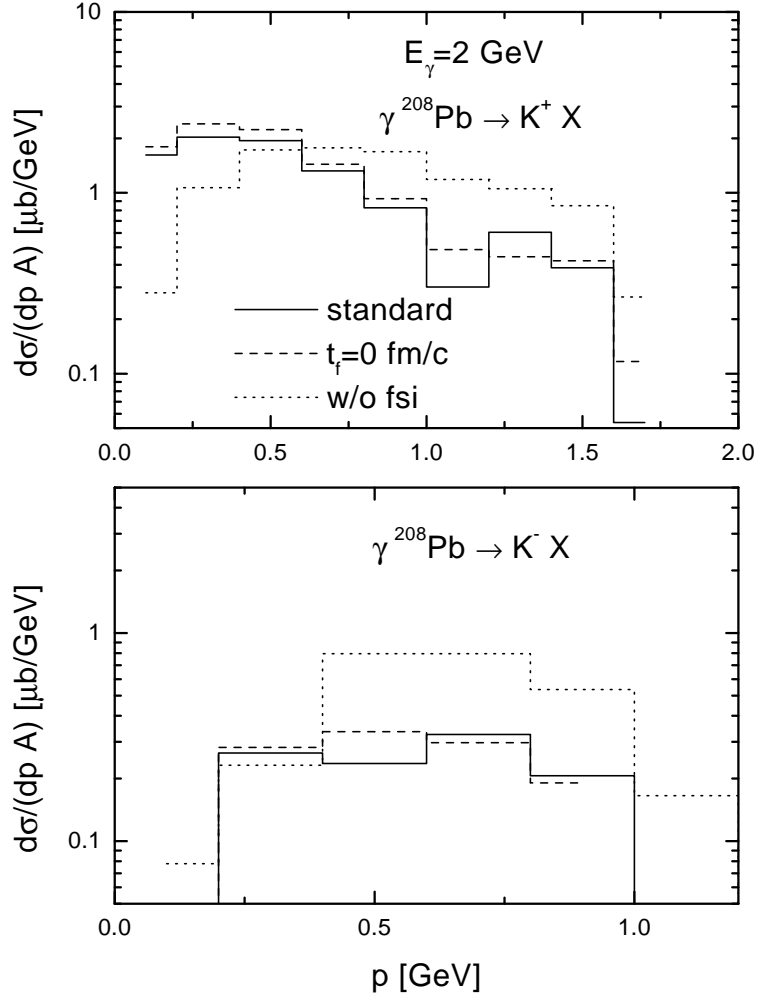 10
1
0.1
dσ/(dp A) [μb/GeV]
E_γ=2 GeV
γ ²⁰⁸Pb → K⁺ X
standard
t_f=0 fm/c
w/o fsi
0.0 0.5 1.0 1.5 2.0
1
0.1
dσ/(dp A) [μb/GeV]
γ ²⁰⁸Pb → K⁻ X
0.0 0.5 1.0
p [GeV]